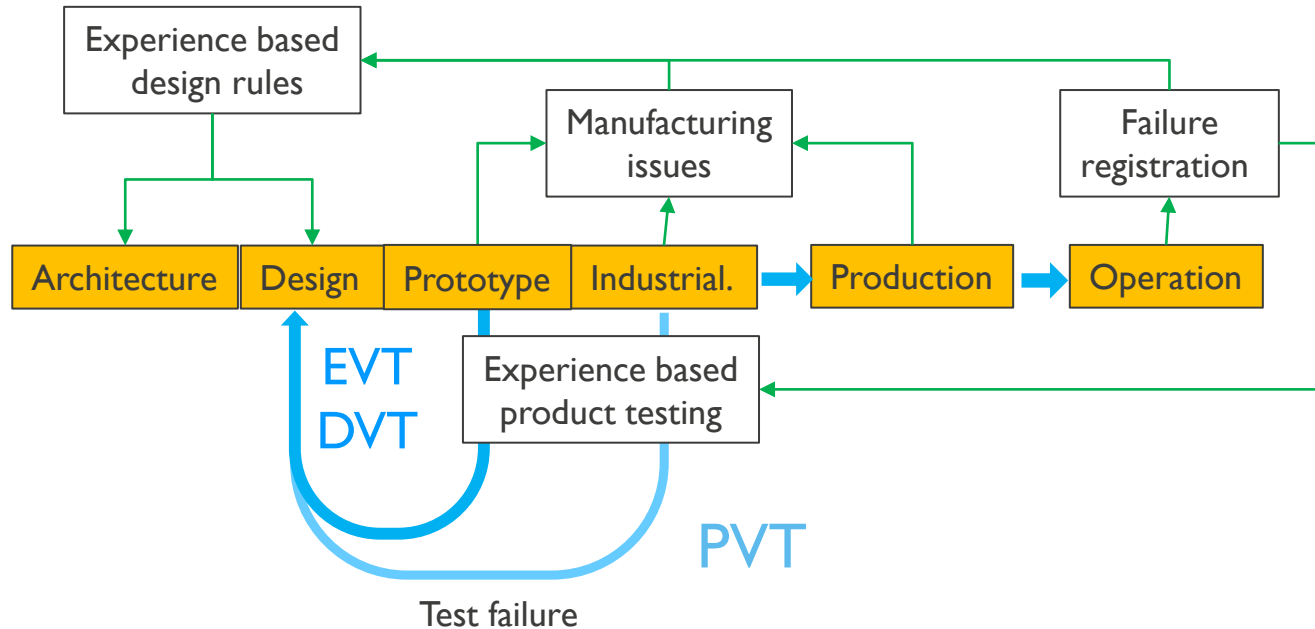 Experience based
design rules
Manufacturing
issues
Failure
registration
Architecture
Design
Prototype
Industrial.
Production
Operation
EVT
DVT
Experience based
product testing
PVT
Test failure